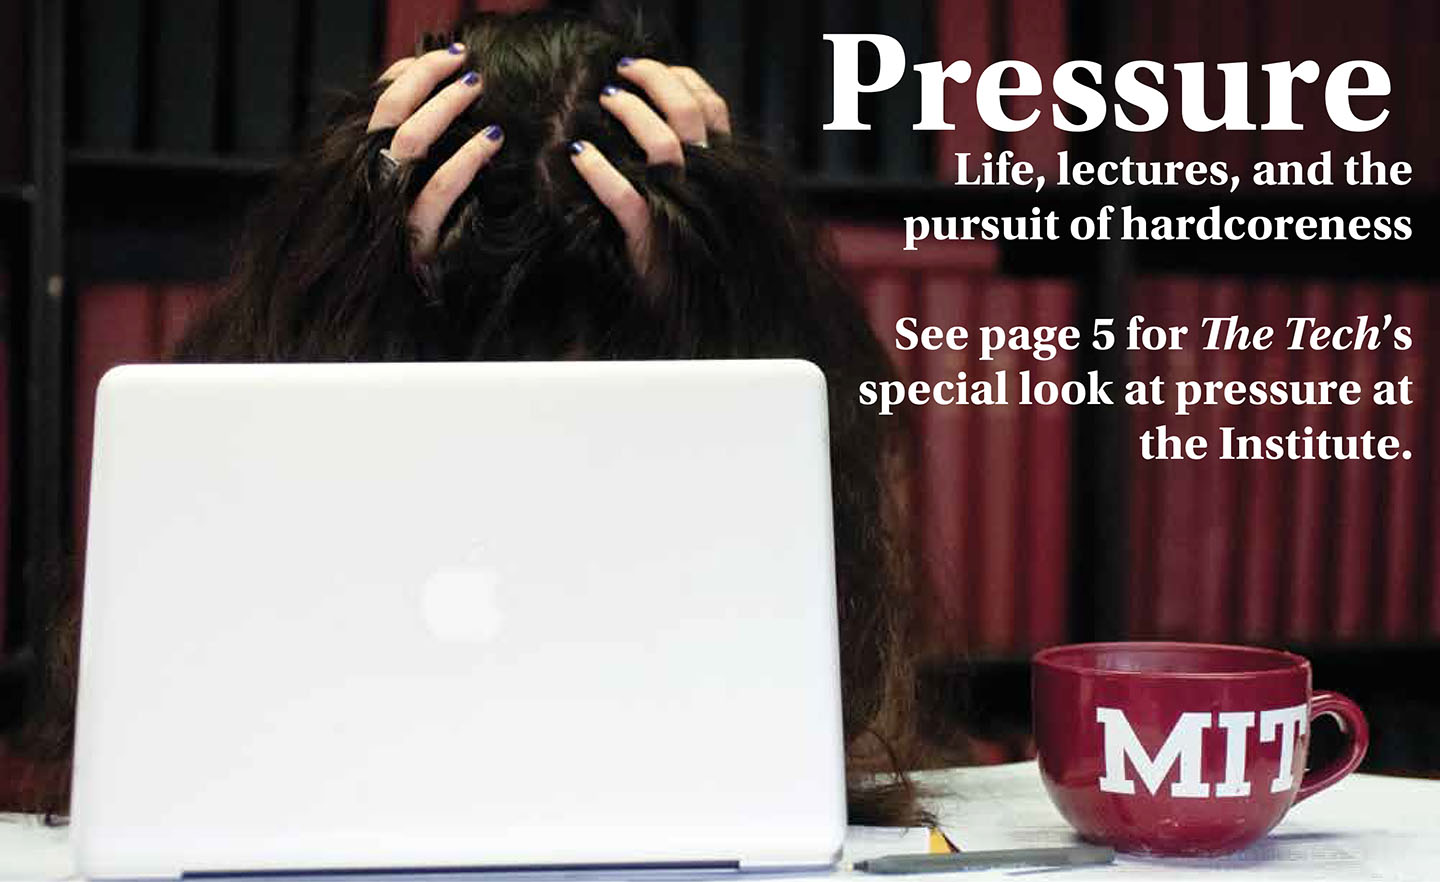 Pressure
Life, lectures, and the
pursuit of hardcoreness
See page 5 for The Tech’s
special look at pressure at
the Institute.
MIT